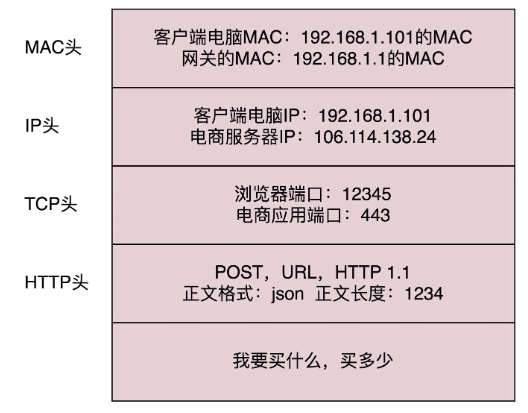 MAC头
客户端电脑MAC：192.168.1.101的MAC
网关的MAC：192.168.1.1的MAC
IP头
客户端电脑IP：192.168.1.101
电商服务器IP：106.114.138.24
TCP头
浏览器端口：12345
电商应用端口：443
HTTP头
POST，URL，HTTP 1.1
正文格式：json 正文长度：1234
我要买什么，买多少